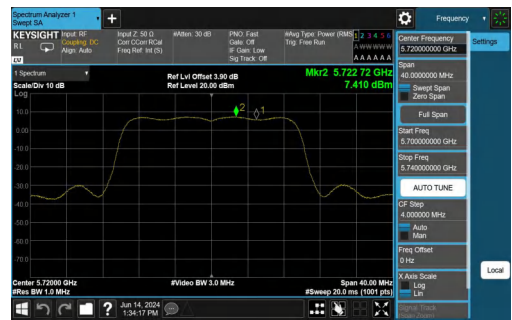 Spectrum Analyzer 1
Swept SA
Frequency
KEYSIGHT
Input: RF
Coupling: DC
Align: Auto
Input Z: 50 Ω
Corr CCorr RCal
Freq Ref: Int (S)
#Atten: 30 dB
PNO: Fast
Gate: Off
IF Gain: Low
Sig Track: Off
#Avg Type: Power (RMS
Trig: Free Run
1 2 3 4 5 6
A W W W W W
A A A A A A
RL
LV
1 Spectrum
Scale/Div 10 dB
Log
Ref Lvl Offset 3.90 dB
Ref Level 20.00 dBm
Mkr2 5.722 72 GHz
7.410 dBm
10.0
0.00
-10.0
-20.0
-30.0
-40.0
-50.0
-60.0
-70.0
2
1
Center 5.72000 GHz
#Res BW 1.0 MHz
#Video BW 3.0 MHz
Span 40.00 MHz
#Sweep 20.0 ms (1001 pts)
Jun 14, 2024
1:34:17 PM
Center Frequency
5.720000000 GHz
Settings
Span
40.0000000 MHz
Swept Span
Zero Span
Full Span
Start Freq
5.700000000 GHz
Stop Freq
5.740000000 GHz
AUTO TUNE
CF Step
4.000000 MHz
Auto
Man
Freq Offset
0 Hz
X Axis Scale
Log
Lin
Local
Signal Track
(Span Zoom)